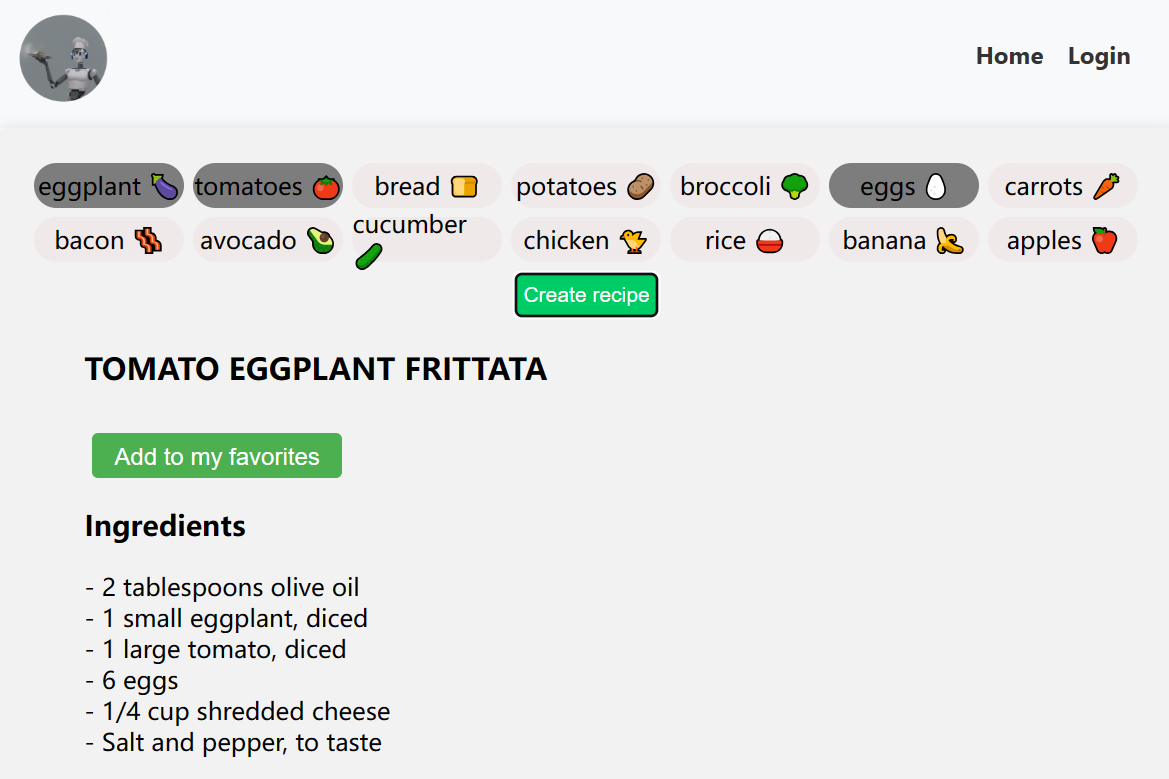 Home Login
eggplant 🍆 tomatoes 🍅 bread 🍞 potatoes 🥔 broccoli 🥦 eggs 🥚 carrots 🥕
bacon 🥓 avocado 🥑 cucumber 🥒 chicken 🐤 rice 🍚 banana 🍌 apples 🍎
Create recipe
TOMATO EGGPLANT FRITTATA
Add to my favorites
Ingredients
- 2 tablespoons olive oil
- 1 small eggplant, diced
- 1 large tomato, diced
- 6 eggs
- 1/4 cup shredded cheese
- Salt and pepper, to taste